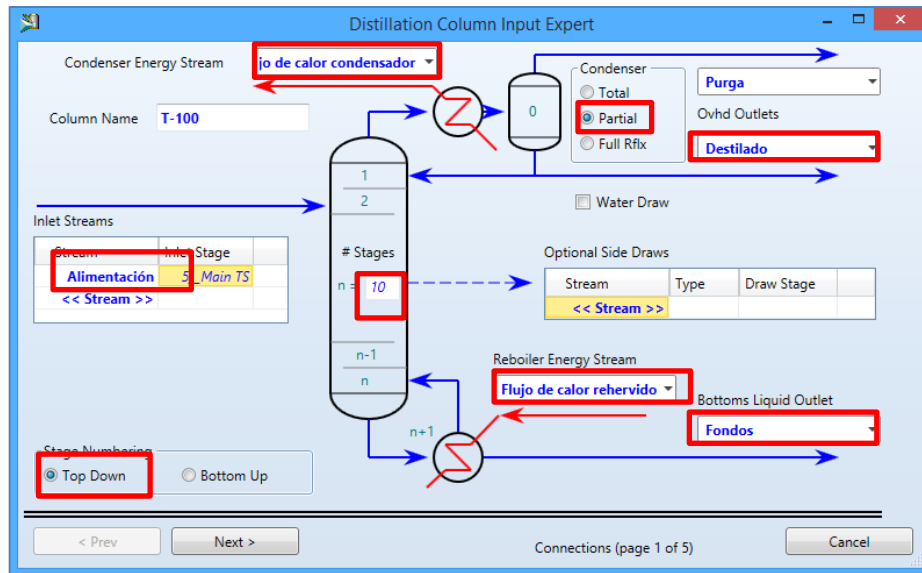 Distillation Column Input Expert
Condenser Energy Stream
jo de calor condensador
Column Name
T-100
0
Condenser
Total
Partial
Full Rflx
Purga
Ovhd Outlets
Destilado
Water Draw
1
2
Inlet Streams
Stream Inlet Stage
Alimentación 5_Main TS
<< Stream >>
# Stages
n = 10
Optional Side Draws
Stream Type Draw Stage
<< Stream >>
n-1
n
n+1
Reboiler Energy Stream
Flujo de calor rehervido
Bottoms Liquid Outlet
Fondos
Stage Numbering
Top Down
Bottom Up
< Prev
Next >
Connections (page 1 of 5)
Cancel